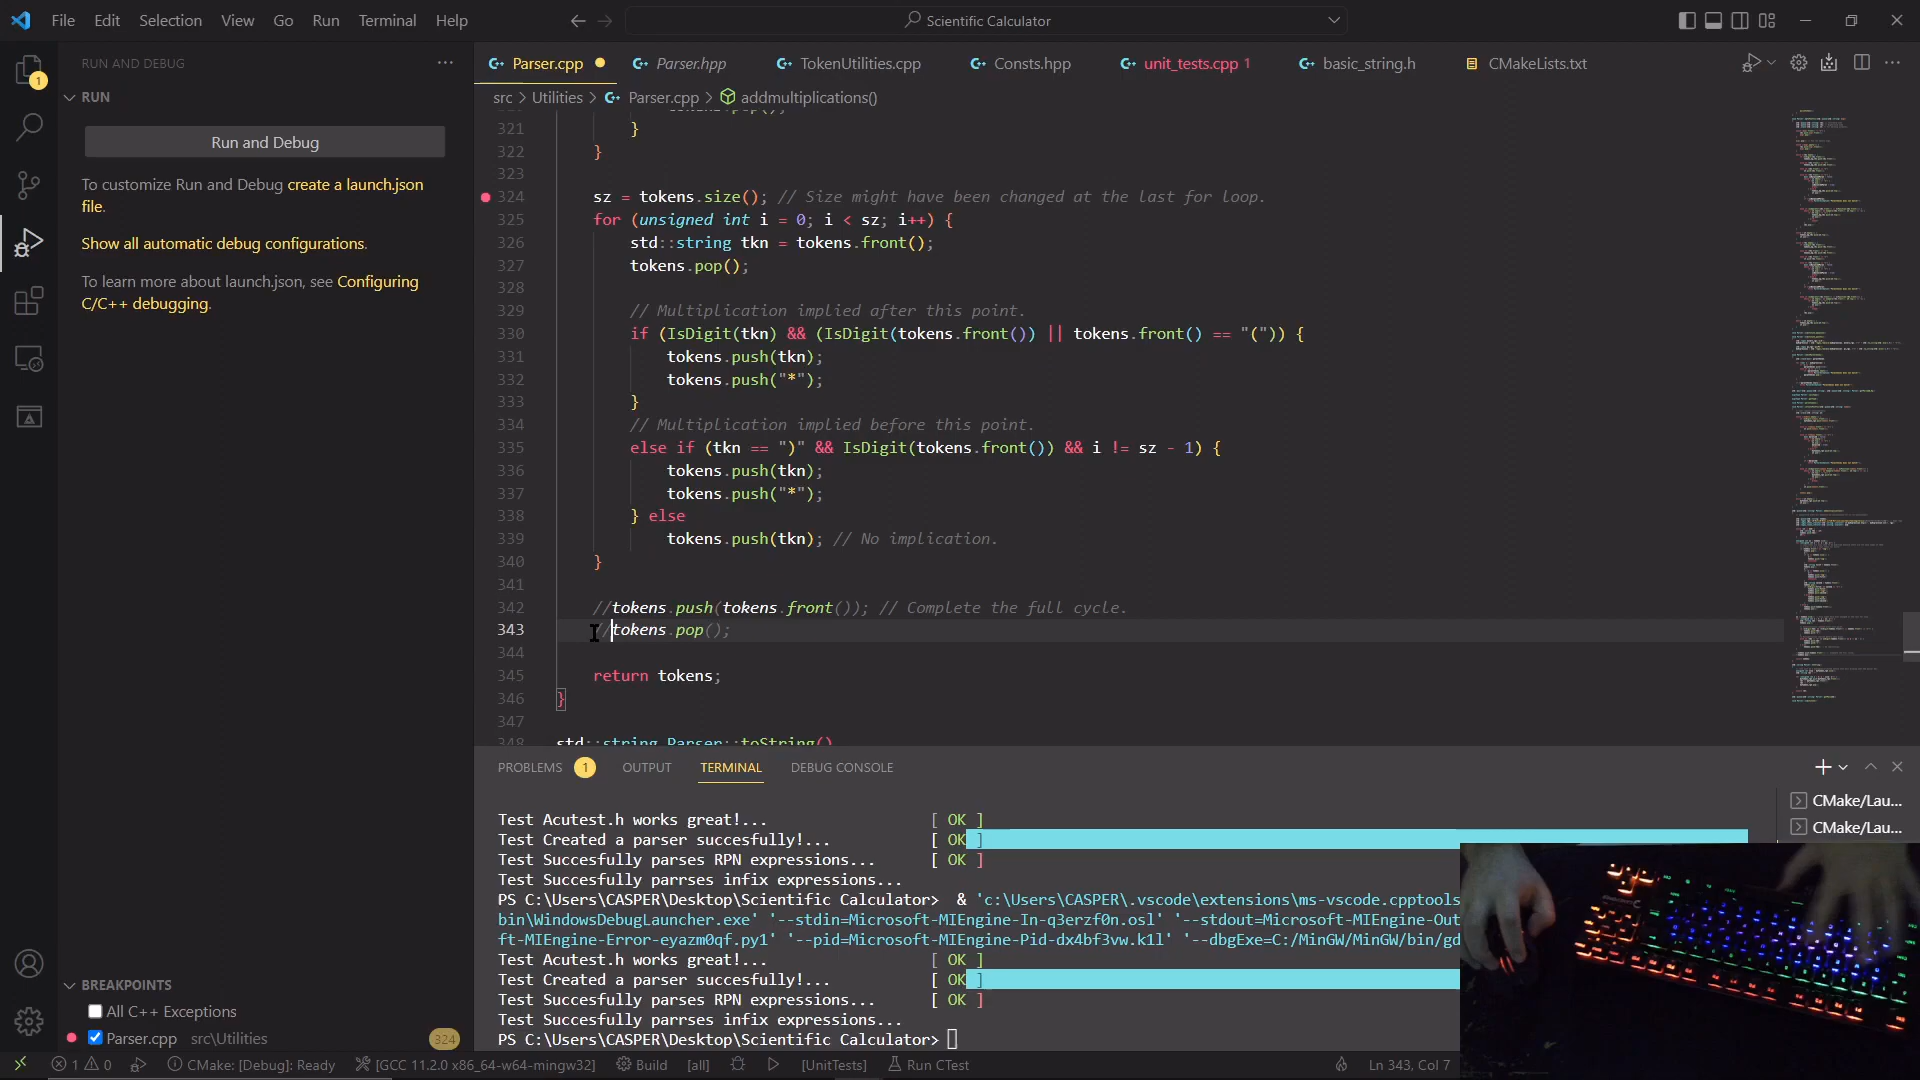 File Edit Selection View Go Run Terminal Help
Scientific Calculator
RUN AND DEBUG
Parser.cpp
Parser.hpp
TokenUtilities.cpp
Consts.hpp
unit_tests.cpp 1
basic_string.h
CMakeLists.txt
1
RUN
src > Utilities > Parser.cpp > addmultiplications()
Run and Debug
To customize Run and Debug create a launch.json
file.
Show all automatic debug configurations.
To learn more about launch.json, see Configuring
C/C++ debugging.
321 }
322 }
323
324 sz = tokens.size(); // Size might have been changed at the last for loop.
325 for (unsigned int i = 0; i < sz; i++) {
326 std::string tkn = tokens.front();
327 tokens.pop();
328
329 // Multiplication implied after this point.
330 if (IsDigit(tkn) && (IsDigit(tokens.front()) || tokens.front() == "(")) {
331 tokens.push(tkn);
332 tokens.push("*");
333 }
334 // Multiplication implied before this point.
335 else if (tkn == ")" && IsDigit(tokens.front()) && i != sz - 1) {
336 tokens.push(tkn);
337 tokens.push("*");
338 } else
339 tokens.push(tkn); // No implication.
340 }
341
342 //tokens.push(tokens.front()); // Complete the full cycle.
343 //tokens.pop();
344
345 return tokens;
346 }
347
348 std::string Parser::toString()
PROBLEMS 1 OUTPUT TERMINAL DEBUG CONSOLE
CMake/Lau...
CMake/Lau...
Test Acutest.h works great!... [ OK ]
Test Created a parser succesfully!... [ OK ]
Test Succesfully parses RPN expressions... [ OK ]
Test Succesfully parrses infix expressions...
PS C:\Users\CASPER\Desktop\Scientific Calculator> & 'c:\Users\CASPER\.vscode\extensions\ms-vscode.cpptools
bin\WindowsDebugLauncher.exe' '--stdin=Microsoft-MIEngine-In-q3erzf0n.osl' '--stdout=Microsoft-MIEngine-Out
ft-MIEngine-Error-eyazm0qf.py1' '--pid=Microsoft-MIEngine-Pid-dx4bf3vw.k1l' '--dbgExe=C:/MinGW/MinGW/bin/gd
Test Acutest.h works great!... [ OK ]
Test Created a parser succesfully!... [ OK ]
Test Succesfully parses RPN expressions... [ OK ]
Test Succesfully parrses infix expressions...
PS C:\Users\CASPER\Desktop\Scientific Calculator>
BREAKPOINTS
All C++ Exceptions
Parser.cpp src\Utilities 324
1 0 CMake: [Debug]: Ready [GCC 11.2.0 x86_64-w64-mingw32] Build [all] [UnitTests] Run CTest Ln 343, Col 7